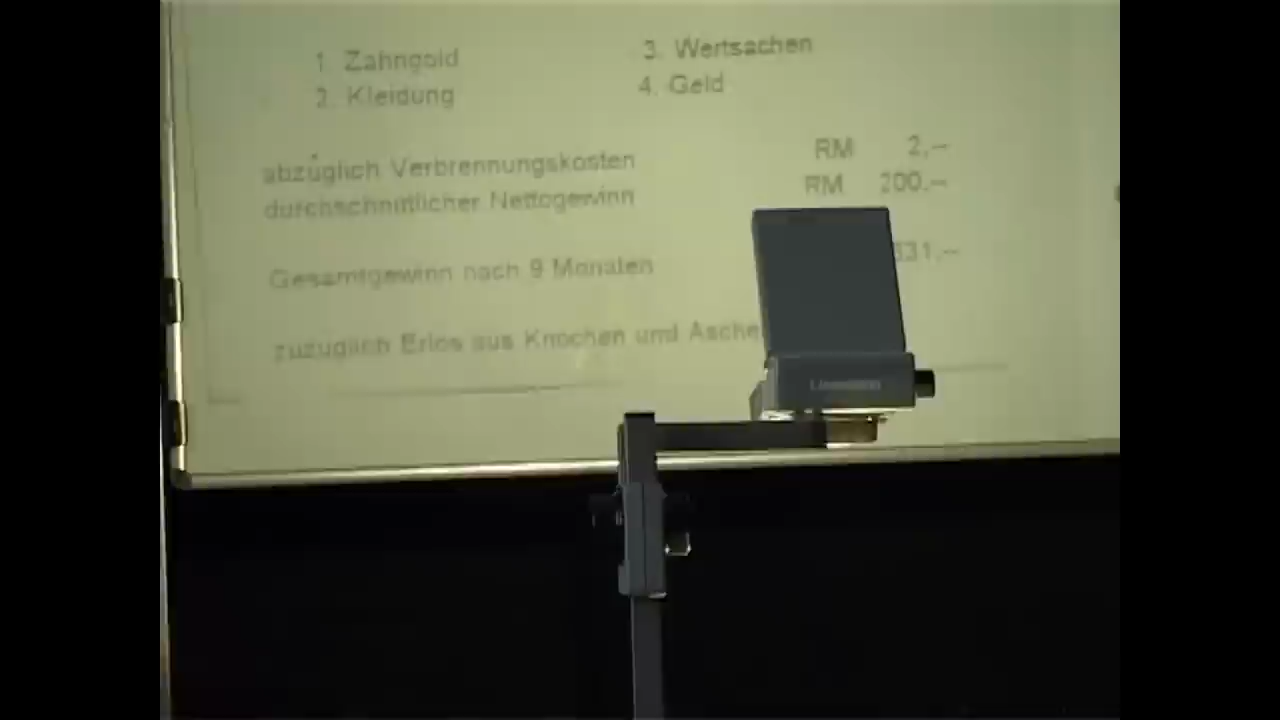 1. Zahngold 3. Wertsachen
2. Kleidung 4. Geld
abzüglich Verbrennungskosten RM 2,--
durchschnittlicher Nettogewinn RM 200,--
Gesamtgewinn nach 9 Monaten 631,--
zuzüglich Erlös aus Knochen und Asche